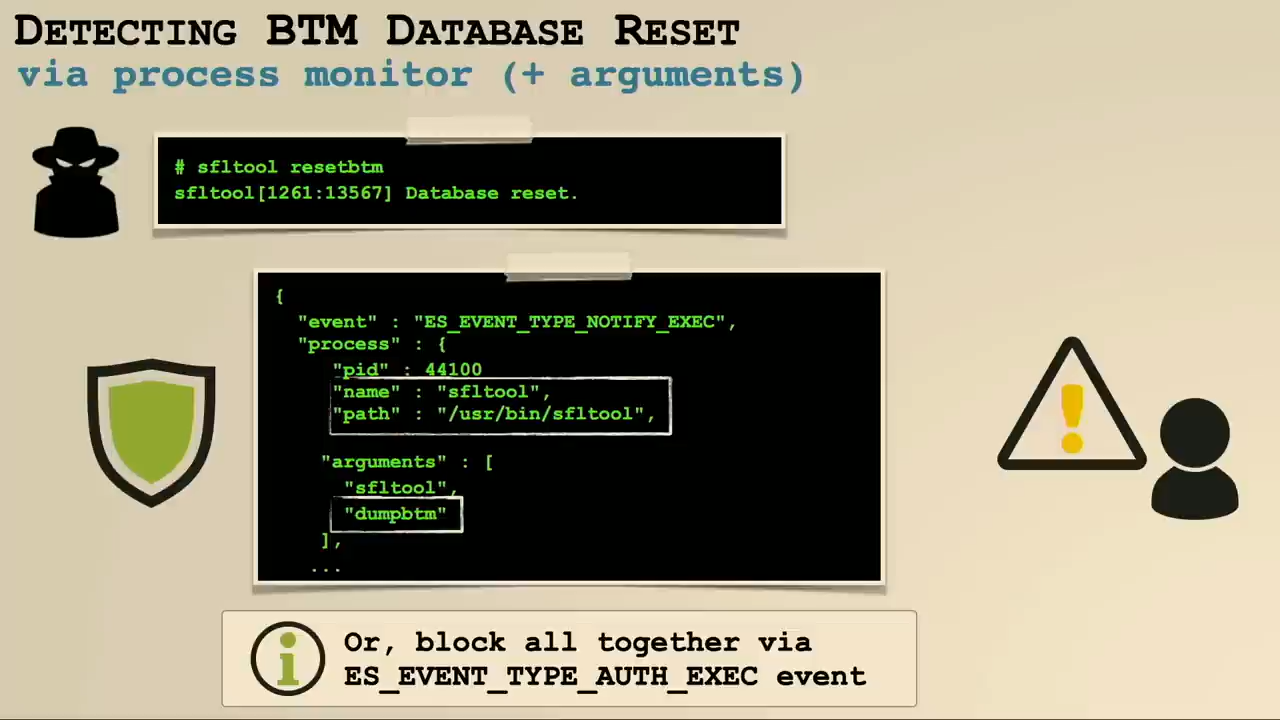 DETECTING BTM DATABASE RESET
via process monitor (+ arguments)
# sfltool resetbtm
sfltool[1261:13567] Database reset.
{
"event" : "ES_EVENT_TYPE_NOTIFY_EXEC",
"process" : {
"pid" : 44100
"name" : "sfltool",
"path" : "/usr/bin/sfltool",
"arguments" : [
"sfltool",
"dumpbtm"
],
...
Or, block all together via
ES_EVENT_TYPE_AUTH_EXEC event